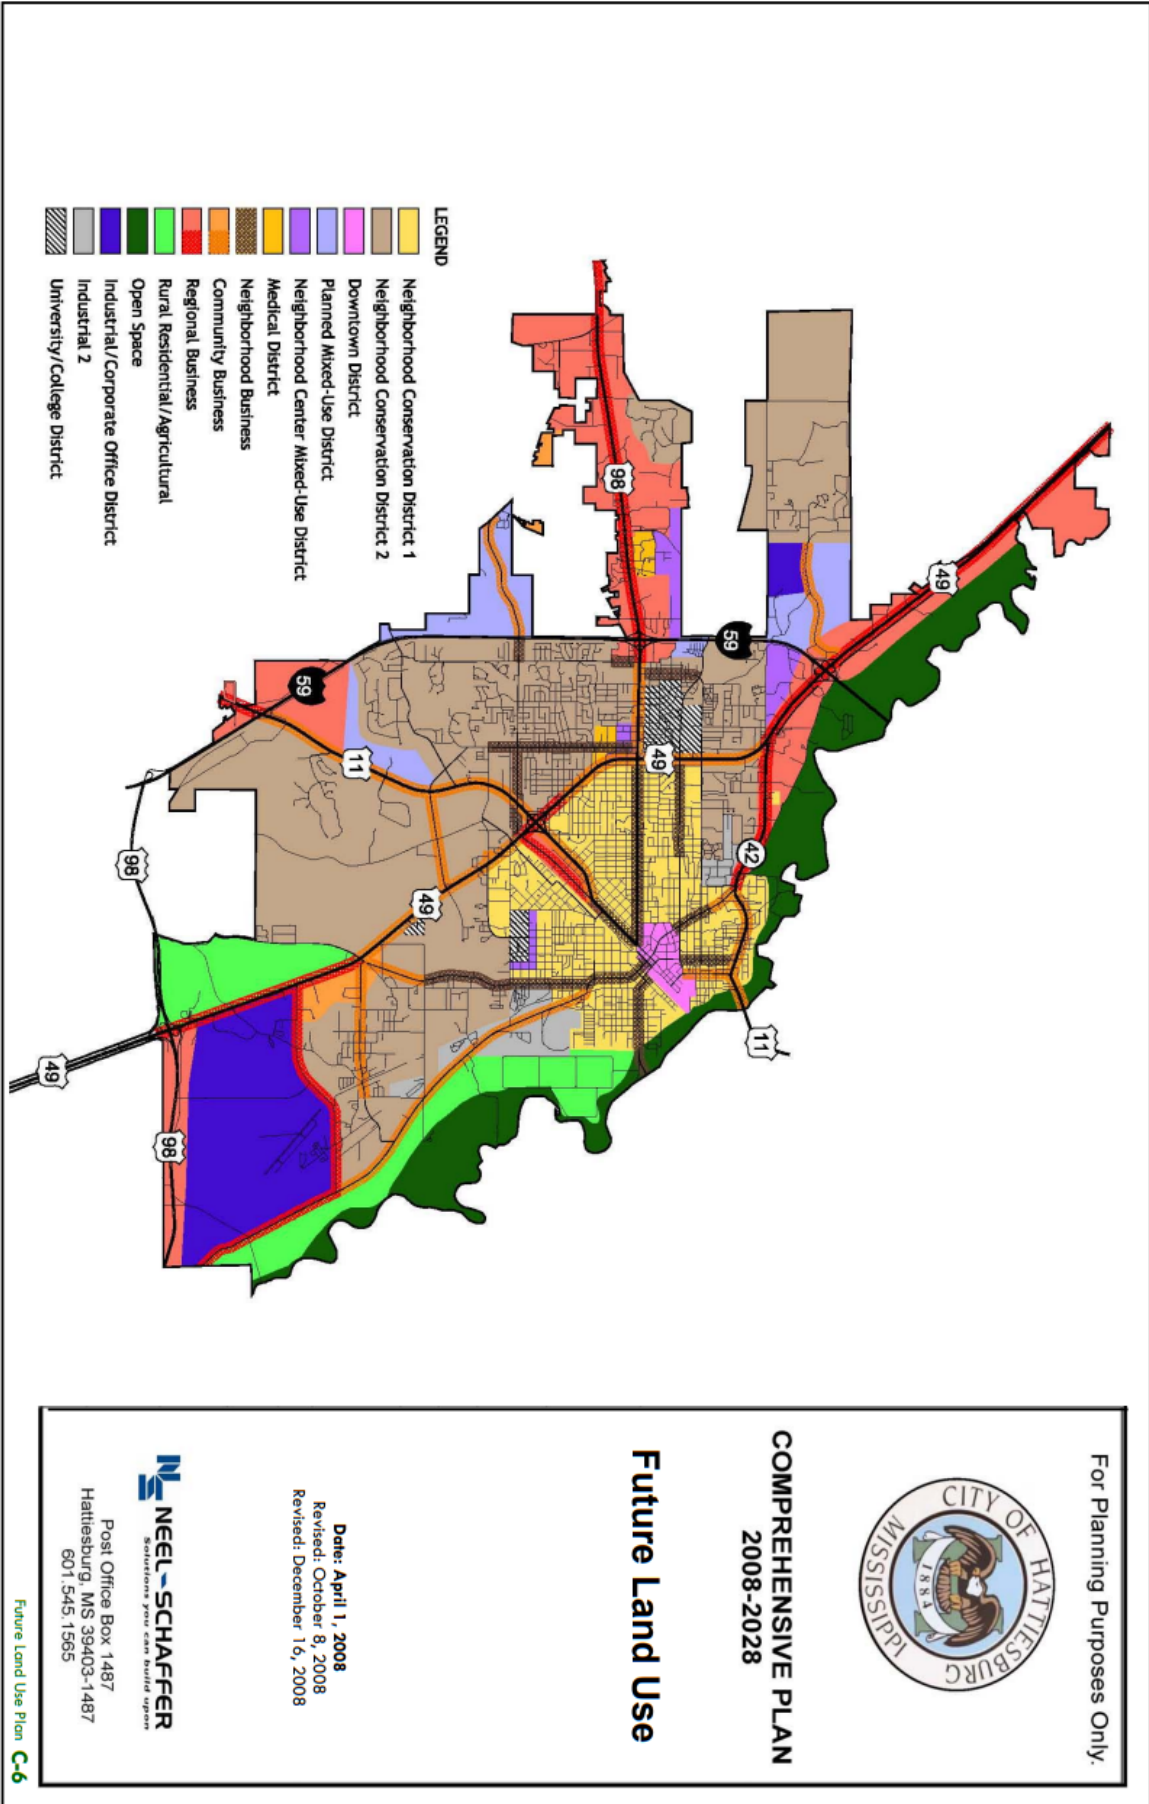 For Planning Purposes Only.
CITY OF HATTIESBURG
MISSISSIPPI
1884
COMPREHENSIVE PLAN
2008-2028
Future Land Use
Date: April 1, 2008
Revised: October 8, 2008
Revised: December 16, 2008
NS NEEL-SCHAFFER
Solutions you can build upon
Post Office Box 1487
Hattiesburg, MS 39403-1487
601.545.1565
Future Land Use Plan C-6
LEGEND
Neighborhood Conservation District 1
Neighborhood Conservation District 2
Downtown District
Planned Mixed-Use District
Neighborhood Center Mixed-Use District
Medical District
Neighborhood Business
Community Business
Regional Business
Rural Residential/Agricultural
Open Space
Industrial/Corporate Office District
Industrial 2
University/College District
49
98
59
59
49
11
42
98
49
11
98
49